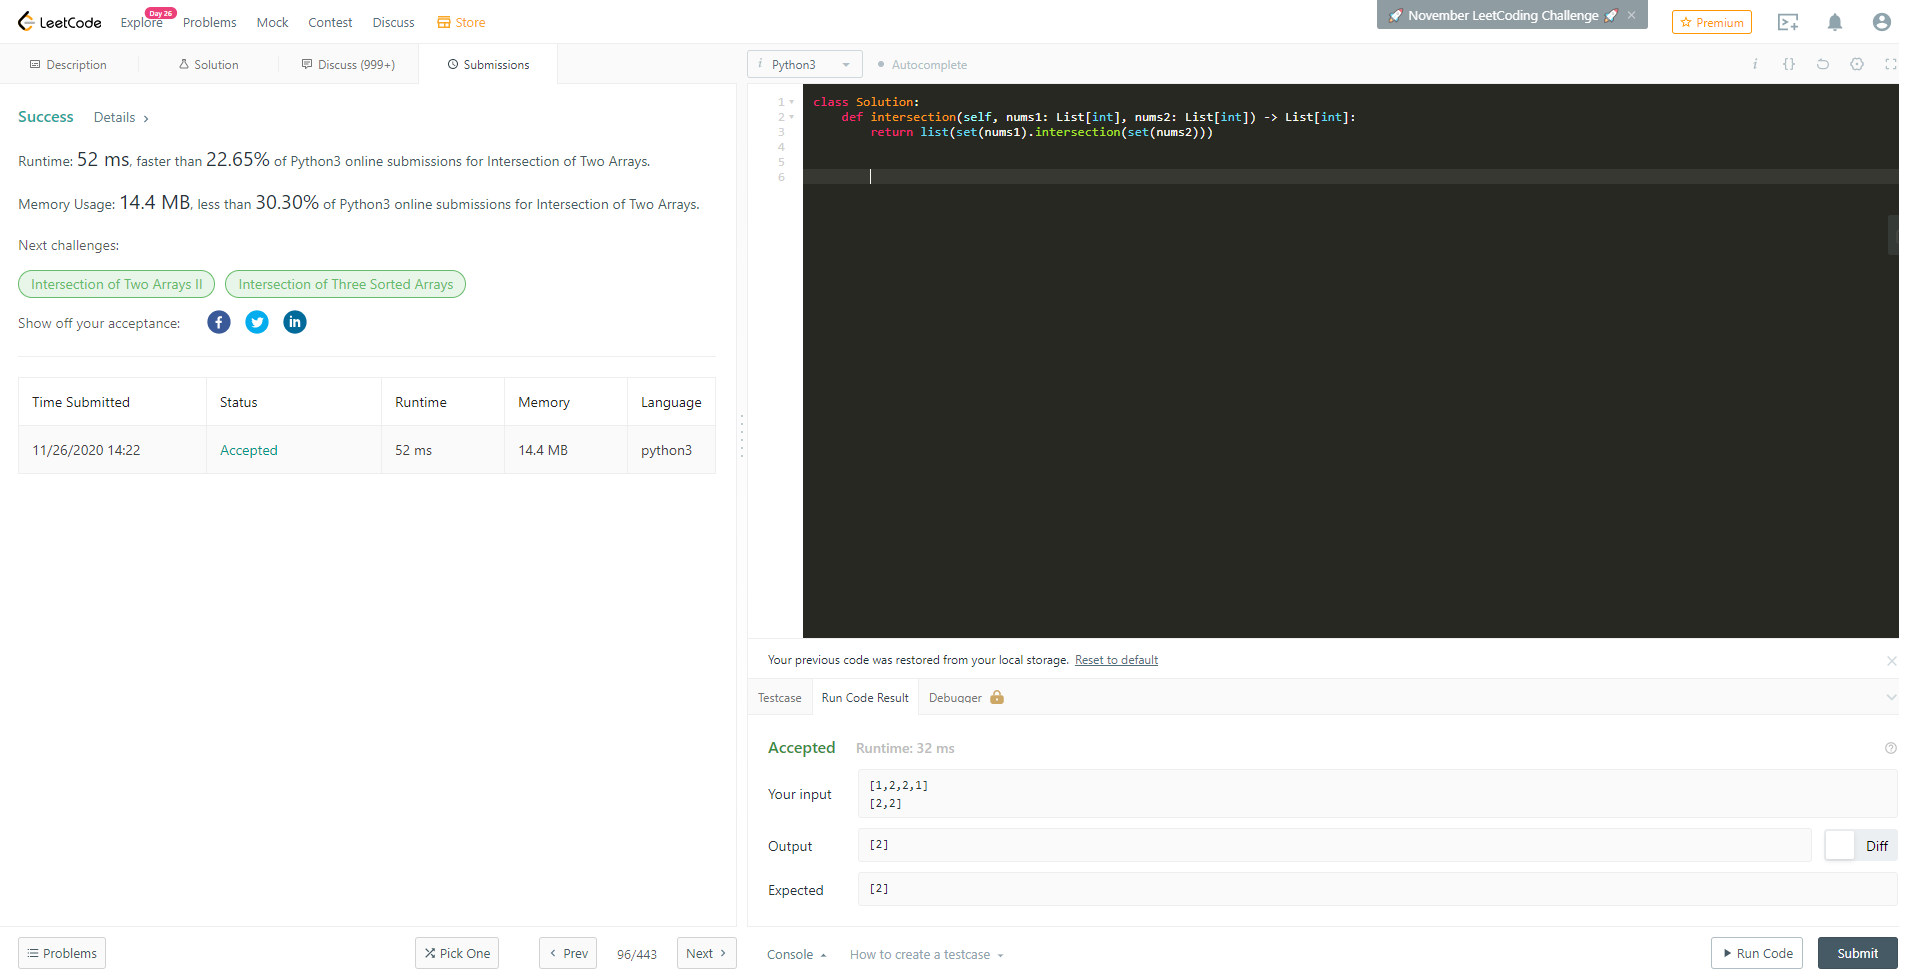 LeetCode Explore Day 26 Problems Mock Contest Discuss Store
🚀 November LeetCoding Challenge 🚀 ×
Premium
Description Solution Discuss (999+) Submissions
i Python3 Autocomplete
i {}
Success Details >
Runtime: 52 ms, faster than 22.65% of Python3 online submissions for Intersection of Two Arrays.
Memory Usage: 14.4 MB, less than 30.30% of Python3 online submissions for Intersection of Two Arrays.
Next challenges:
Intersection of Two Arrays II Intersection of Three Sorted Arrays
Show off your acceptance:
Time Submitted Status Runtime Memory Language
11/26/2020 14:22 Accepted 52 ms 14.4 MB python3
1 class Solution:
2     def intersection(self, nums1: List[int], nums2: List[int]) -> List[int]:
3         return list(set(nums1).intersection(set(nums2)))
4
5
6
Your previous code was restored from your local storage. Reset to default
Testcase Run Code Result Debugger
Accepted Runtime: 32 ms
Your input
[1,2,2,1]
[2,2]
Output [2] Diff
Expected [2]
Problems Pick One < Prev 96/443 Next >
Console How to create a testcase Run Code Submit